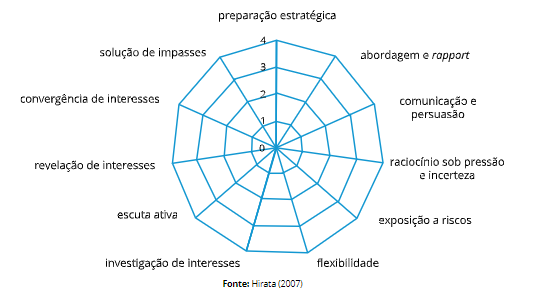 preparação estratégica
solução de impasses
abordagem e rapport
convergência de interesses
comunicação e
persuasão
revelação de interesses
raciocínio sob pressão
e incerteza
escuta ativa
exposição a riscos
investigação de interesses
flexibilidade
4
3
2
1
0
Fonte: Hirata (2007)